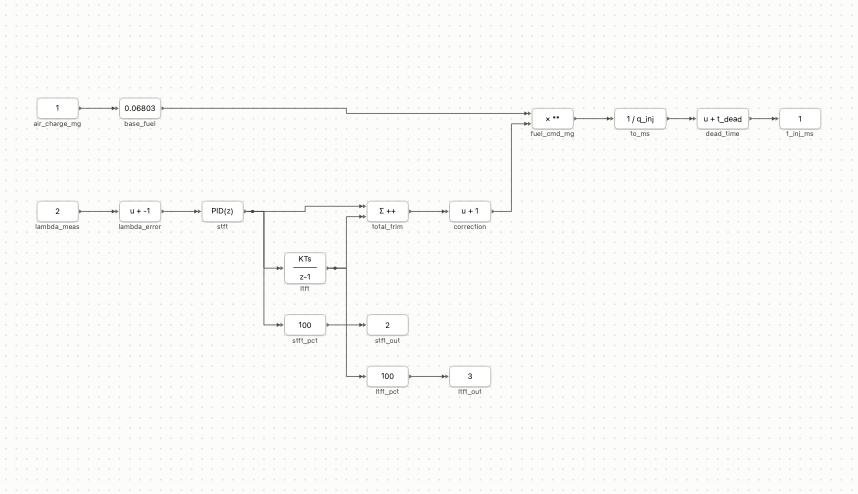 1
air_charge_mg
0.06803
base_fuel
× **
fuel_cmd_mg
1 / q_inj
to_ms
u + t_dead
dead_time
1
t_inj_ms
2
lambda_meas
u + -1
lambda_error
PID(z)
stft
Σ ++
total_trim
u + 1
correction
KTs
z-1
ltft
100
stft_pct
2
stft_out
100
ltft_pct
3
ltft_out